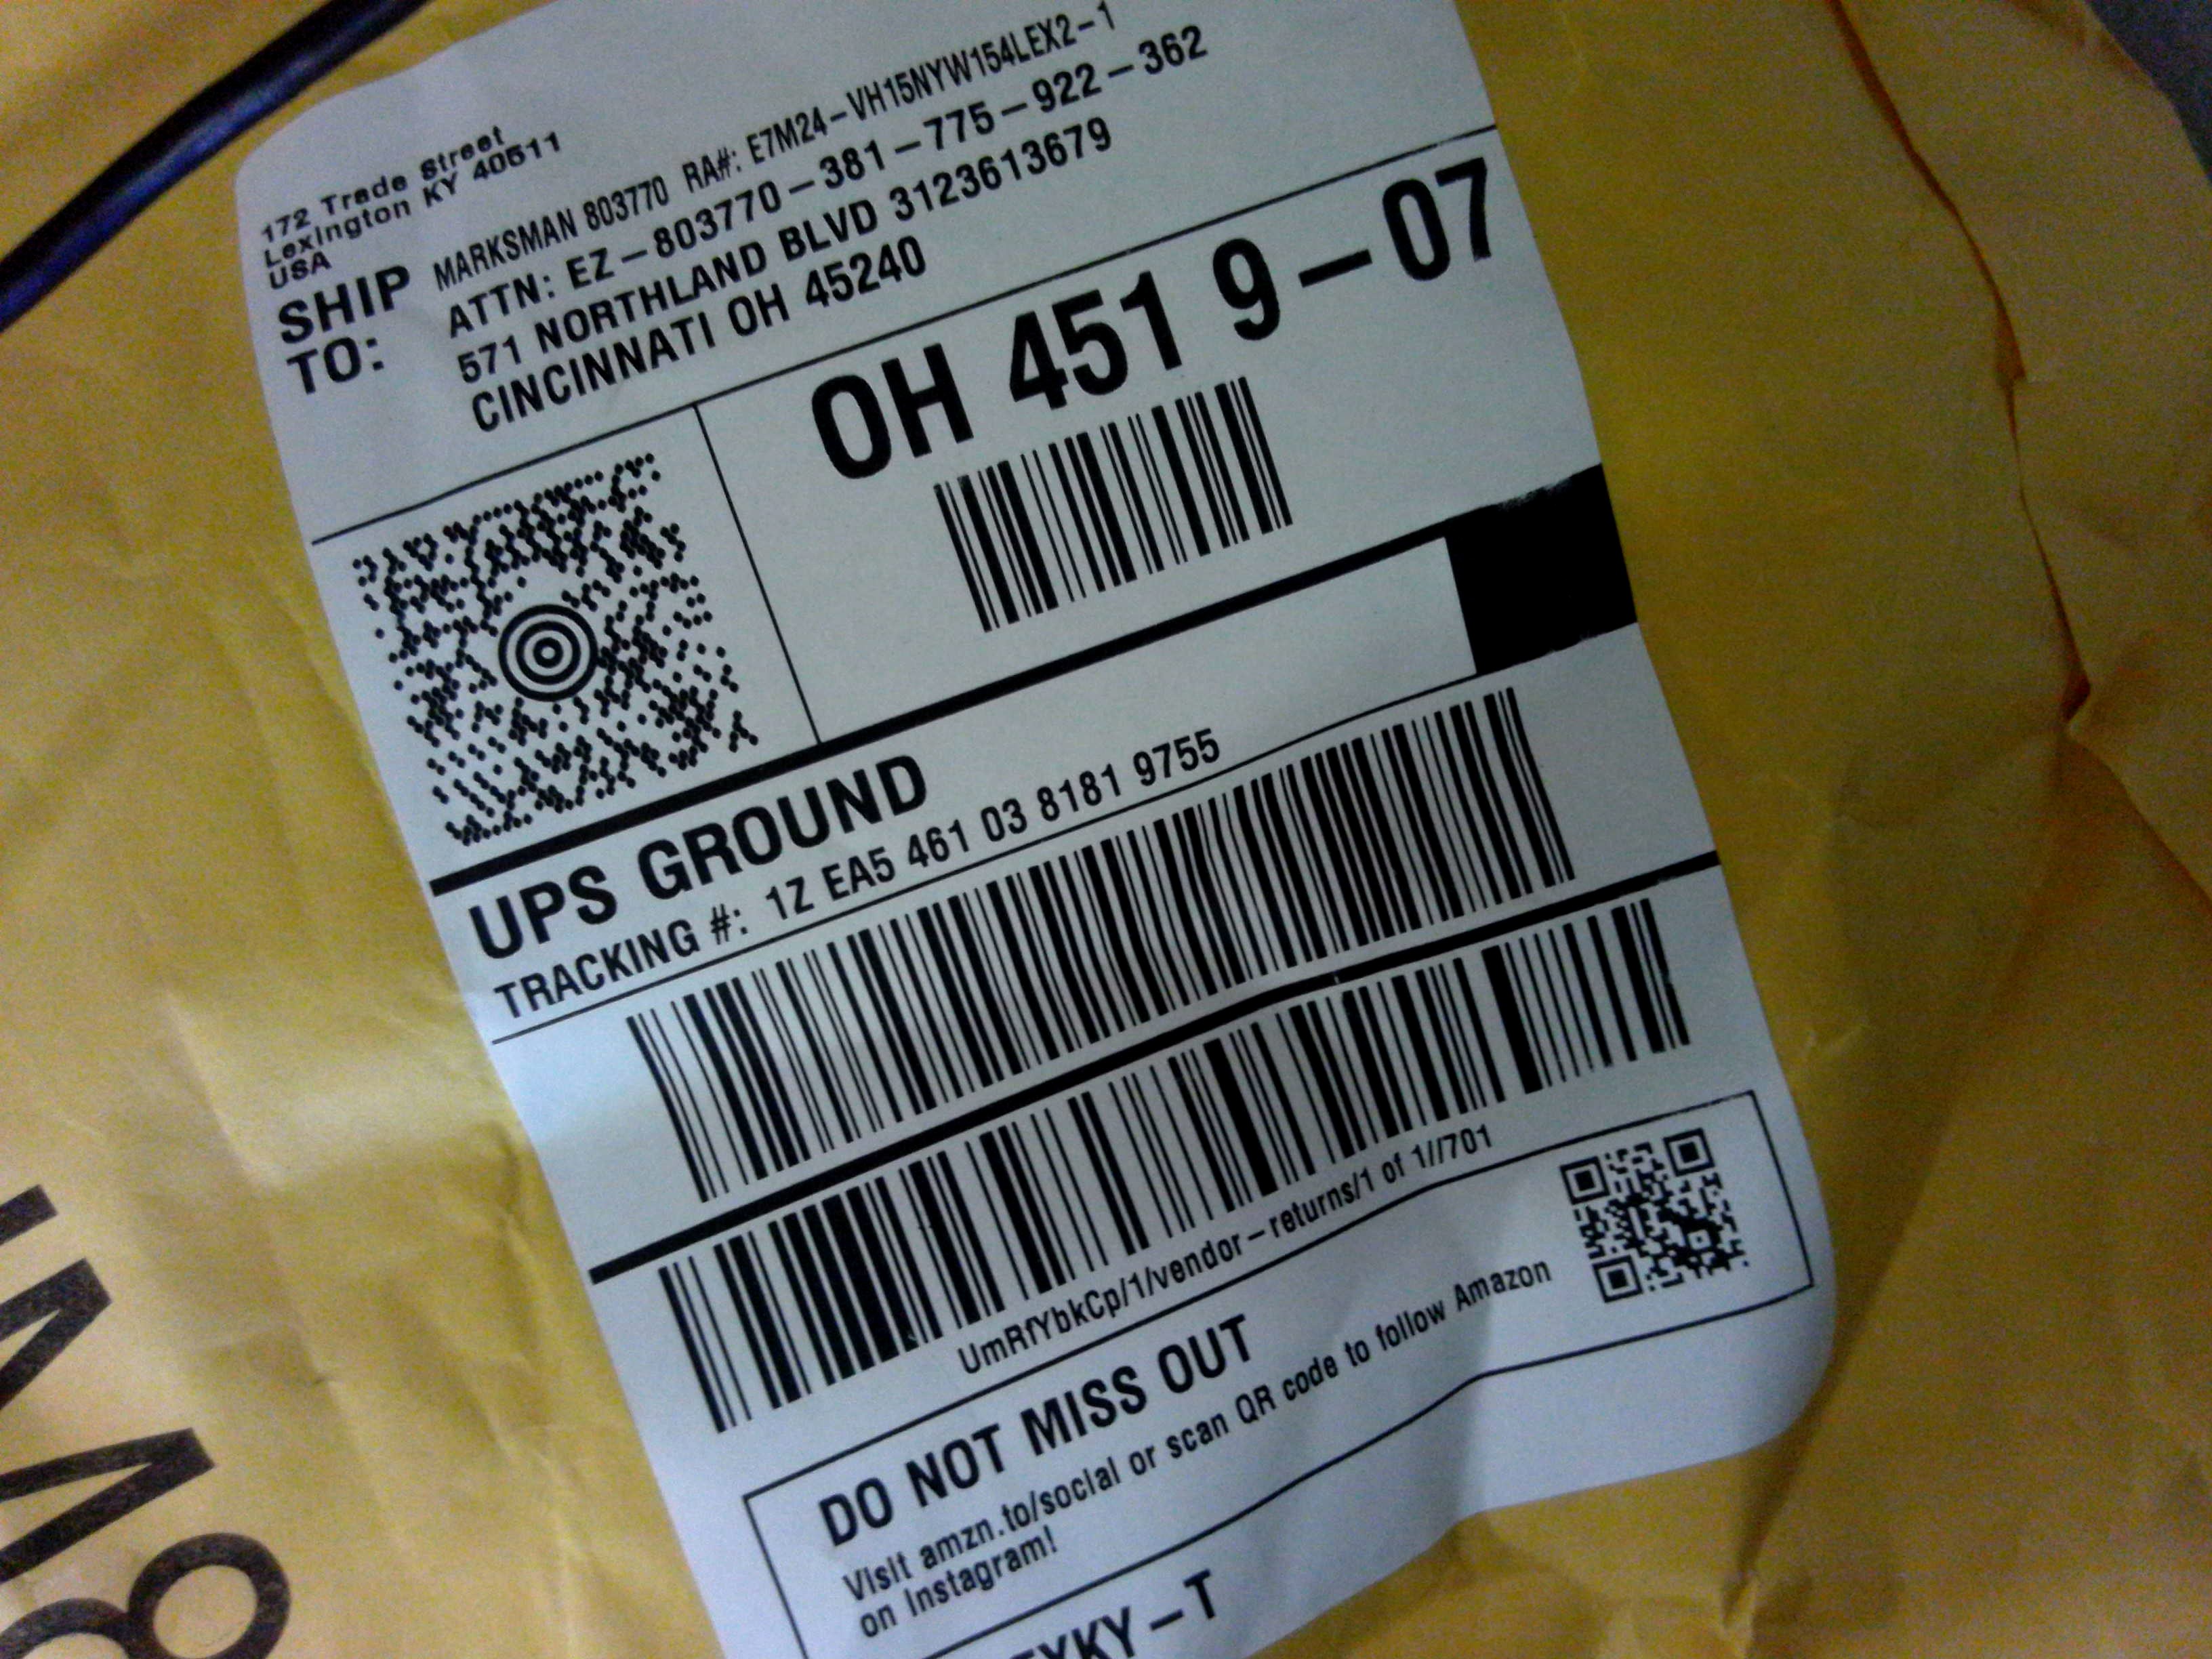 172 Trade Street
Lexington KY 40511
USA
SHIP TO:
MARKSMAN 803770 RA#: E7M24-VH15NYW154LEX2-1
ATTN: EZ-803770-381-775-922-362
571 NORTHLAND BLVD 3123613679
CINCINNATI OH 45240
OH 451 9-07
UPS GROUND
TRACKING #: 1Z EA5 461 03 8181 9755
UmRfYbkCp/1/vendor-returns/1 of 1//701
DO NOT MISS OUT
Visit amzn.to/social or scan QR code to follow Amazon
on Instagram!